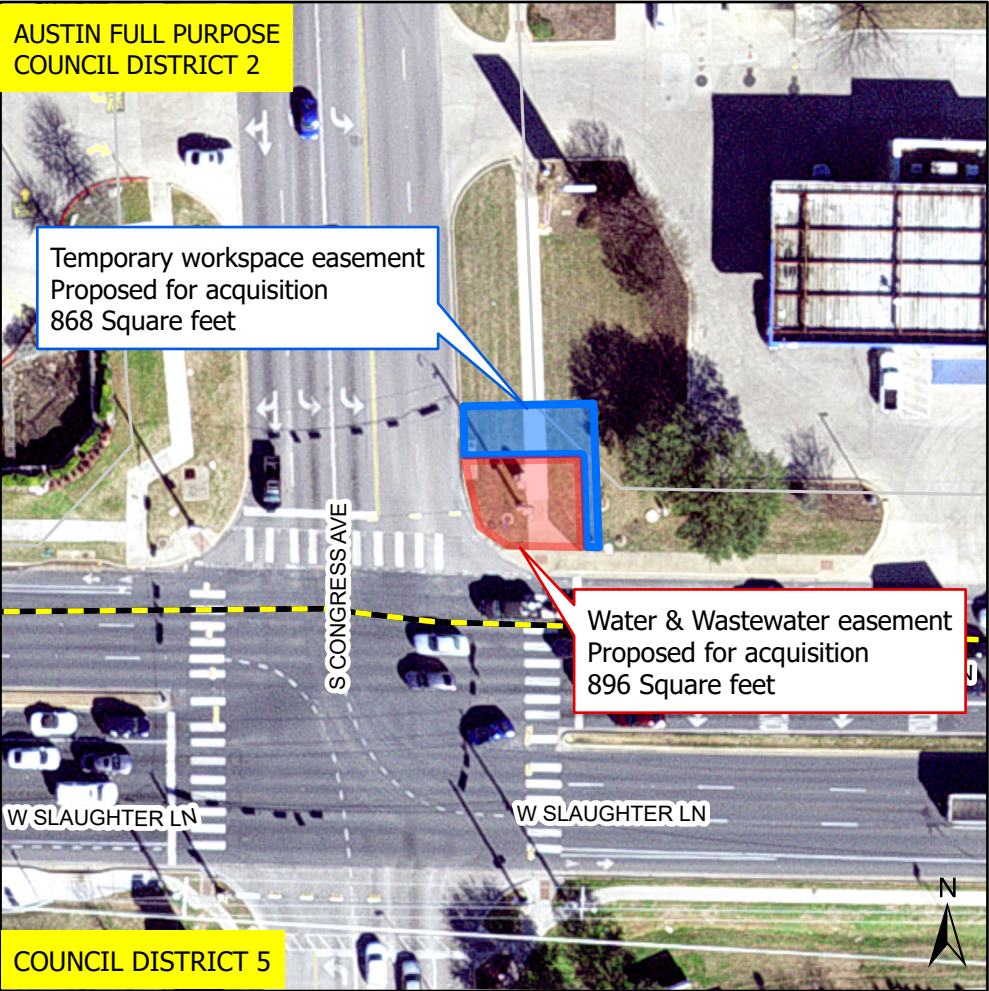 AUSTIN FULL PURPOSE
COUNCIL DISTRICT 2
Temporary workspace easement
Proposed for acquisition
868 Square feet
S CONGRESS AVE
Water & Wastewater easement
Proposed for acquisition
896 Square feet
N
W SLAUGHTER LN
W SLAUGHTER LN
N
COUNCIL DISTRICT 5